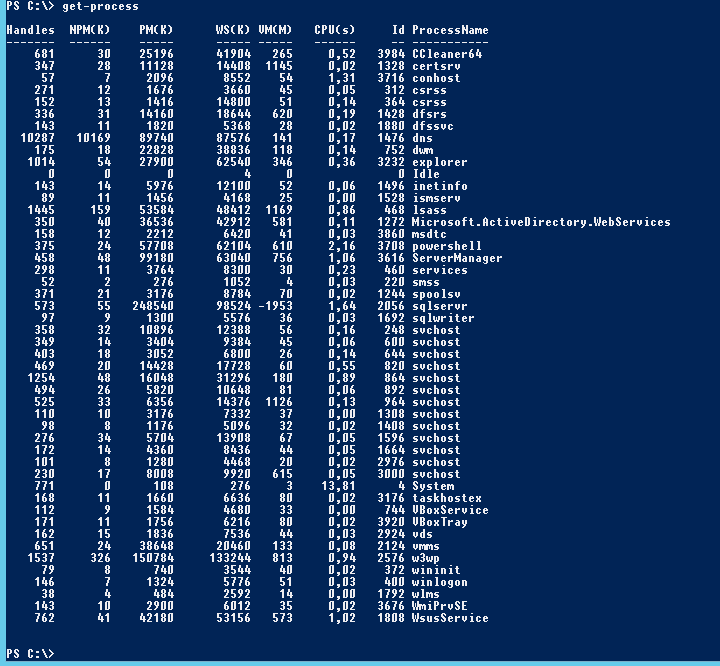 PS C:\> get-process
Handles NPM(K) PM(K) WS(K) VM(M) CPU(s) Id ProcessName
------- ------ ----- ----- ----- ------ -- -----------
681 30 25196 41904 265 0,52 3984 CCleaner64
347 28 11128 14408 1145 0,02 1328 certsrv
57 7 2096 8552 54 1,31 3716 conhost
271 12 1676 3660 45 0,05 312 csrss
152 13 1416 14800 51 0,14 364 csrss
336 31 14160 18644 620 0,19 1428 dfsrs
143 11 1820 5368 28 0,02 1880 dfssvc
10287 10169 89740 87576 141 0,17 1476 dns
175 18 22828 38836 118 0,14 752 dwm
1014 54 27900 62540 346 0,36 3232 explorer
0 0 0 4 0 0 Idle
143 14 5976 12100 52 0,06 1496 inetinfo
89 11 1456 4168 25 0,00 1528 ismserv
1445 159 53584 48412 1169 0,86 468 lsass
350 40 36536 42912 581 0,11 1272 Microsoft.ActiveDirectory.WebServices
158 12 2212 6420 41 0,03 3860 msdtc
375 24 57708 62104 610 2,16 3708 powershell
458 48 99180 63040 756 1,06 3616 ServerManager
298 11 3764 8300 30 0,23 460 services
52 2 276 1052 4 0,03 220 smss
371 21 3176 8784 70 0,02 1244 spoolsv
573 55 248540 98524 -1953 1,64 2056 sqlservr
97 9 1300 5576 36 0,03 1692 sqlwriter
358 32 10896 12388 56 0,16 248 svchost
349 14 3404 9384 45 0,06 600 svchost
403 18 3052 6800 26 0,14 644 svchost
469 20 14428 17728 60 0,55 820 svchost
1254 48 16048 31296 180 0,89 864 svchost
494 26 5820 10648 81 0,06 892 svchost
525 33 6356 14376 1126 0,13 964 svchost
110 10 3176 7332 37 0,00 1308 svchost
98 8 1176 5096 32 0,02 1408 svchost
276 34 5704 13908 67 0,05 1596 svchost
172 14 4360 8436 44 0,05 1664 svchost
101 8 1280 4468 20 0,02 2976 svchost
230 17 8008 9920 615 0,05 3000 svchost
771 0 108 276 3 13,81 4 System
168 11 1660 6636 80 0,02 3176 taskhostex
112 9 1584 4680 33 0,00 744 VBoxService
171 11 1756 6216 80 0,02 3920 VBoxTray
162 15 1836 7536 44 0,03 2924 vds
651 24 38648 20460 133 0,08 2124 vmms
1537 326 150784 133244 813 0,94 2576 w3wp
79 8 740 3544 40 0,02 372 wininit
146 7 1324 5776 51 0,03 400 winlogon
38 4 484 2592 14 0,00 1792 wlms
143 10 2900 6012 35 0,02 3676 WmiPrvSE
762 41 42180 53156 573 1,02 1808 WsusService
PS C:\>